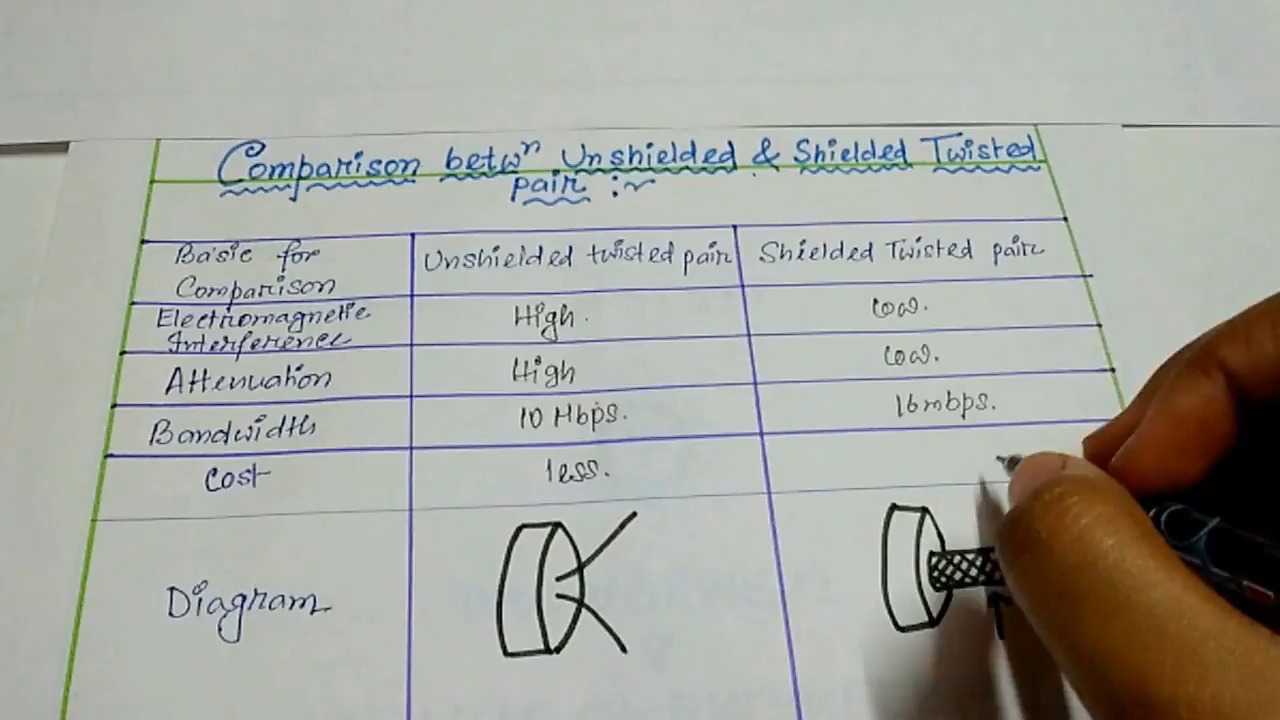 Comparison betwn Unshielded & Shielded Twisted
pair :~
Basic for
Comparison
Unshielded twisted pair
Shielded Twisted pair
Electromagnetic
Interference
High.
low.
Attenuation
High
low.
Bandwidth
10 Mbps.
16mbps.
Cost
less.
Diagram